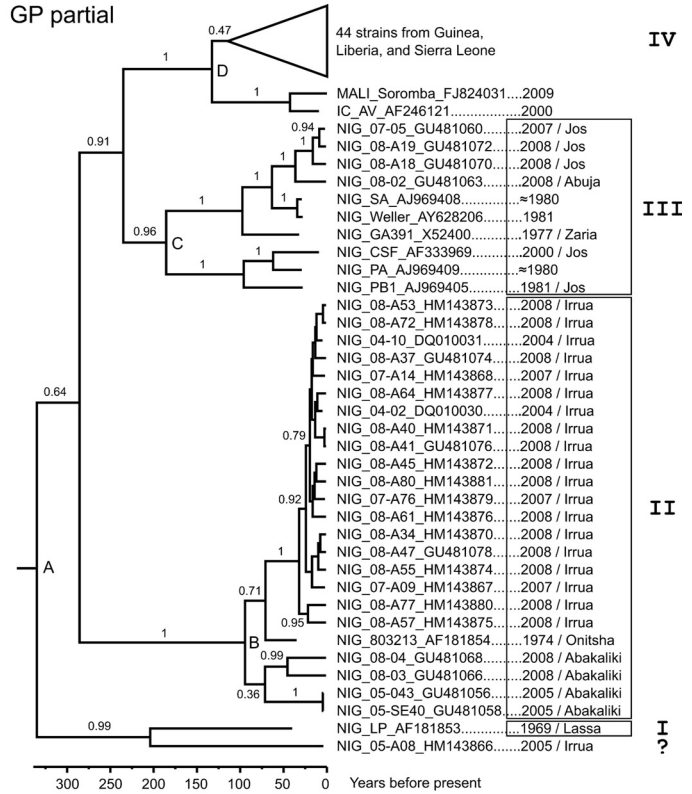 GP partial
0.47
44 strains from Guinea,
Liberia, and Sierra Leone
IV
1
D
1
MALI_Soromba_FJ824031....2009
IC_AV_AF246121................2000
0.91
0.94
NIG_07-05_GU481060.........2007 / Jos
1
NIG_08-A19_GU481072.......2008 / Jos
1
NIG_08-A18_GU481070.......2008 / Jos
NIG_08-02_GU481063.........2008 / Abuja
1
1
NIG_SA_AJ969408..............≈1980
III
NIG_Weller_AY628206.........1981
0.96
C
NIG_GA391_X52400...........1977 / Zaria
1
1
NIG_CSF_AF333969...........2000 / Jos
NIG_PA_AJ969409..............≈1980
NIG_PB1_AJ969405............1981 / Jos
NIG_08-A53_HM143873......2008 / Irrua
NIG_08-A72_HM143878......2008 / Irrua
NIG_04-10_DQ010031.........2004 / Irrua
NIG_08-A37_GU481074.......2008 / Irrua
NIG_07-A14_HM143868......2007 / Irrua
0.64
NIG_08-A64_HM143877......2008 / Irrua
NIG_04-02_DQ010030.........2004 / Irrua
NIG_08-A40_HM143871......2008 / Irrua
0.79
NIG_08-A41_GU481076.......2008 / Irrua
NIG_08-A45_HM143872......2008 / Irrua
NIG_08-A80_HM143881......2008 / Irrua
0.92
NIG_07-A76_HM143879......2007 / Irrua
II
NIG_08-A61_HM143876......2008 / Irrua
NIG_08-A34_HM143870......2008 / Irrua
1
NIG_08-A47_GU481078.......2008 / Irrua
A
NIG_08-A55_HM143874......2008 / Irrua
0.71
NIG_07-A09_HM143867......2007 / Irrua
NIG_08-A77_HM143880......2008 / Irrua
0.95
NIG_08-A57_HM143875......2008 / Irrua
1
B
NIG_803213_AF181854.......1974 / Onitsha
0.99
NIG_08-04_GU481068.........2008 / Abakaliki
NIG_08-03_GU481066.........2008 / Abakaliki
0.36
1
NIG_05-043_GU481056.......2005 / Abakaliki
NIG_05-SE40_GU481058....2005 / Abakaliki
0.99
NIG_LP_AF181853..............1969 / Lassa
I
NIG_05-A08_HM143866......2005 / Irrua
?
300 250 200 150 100 50 0 Years before present